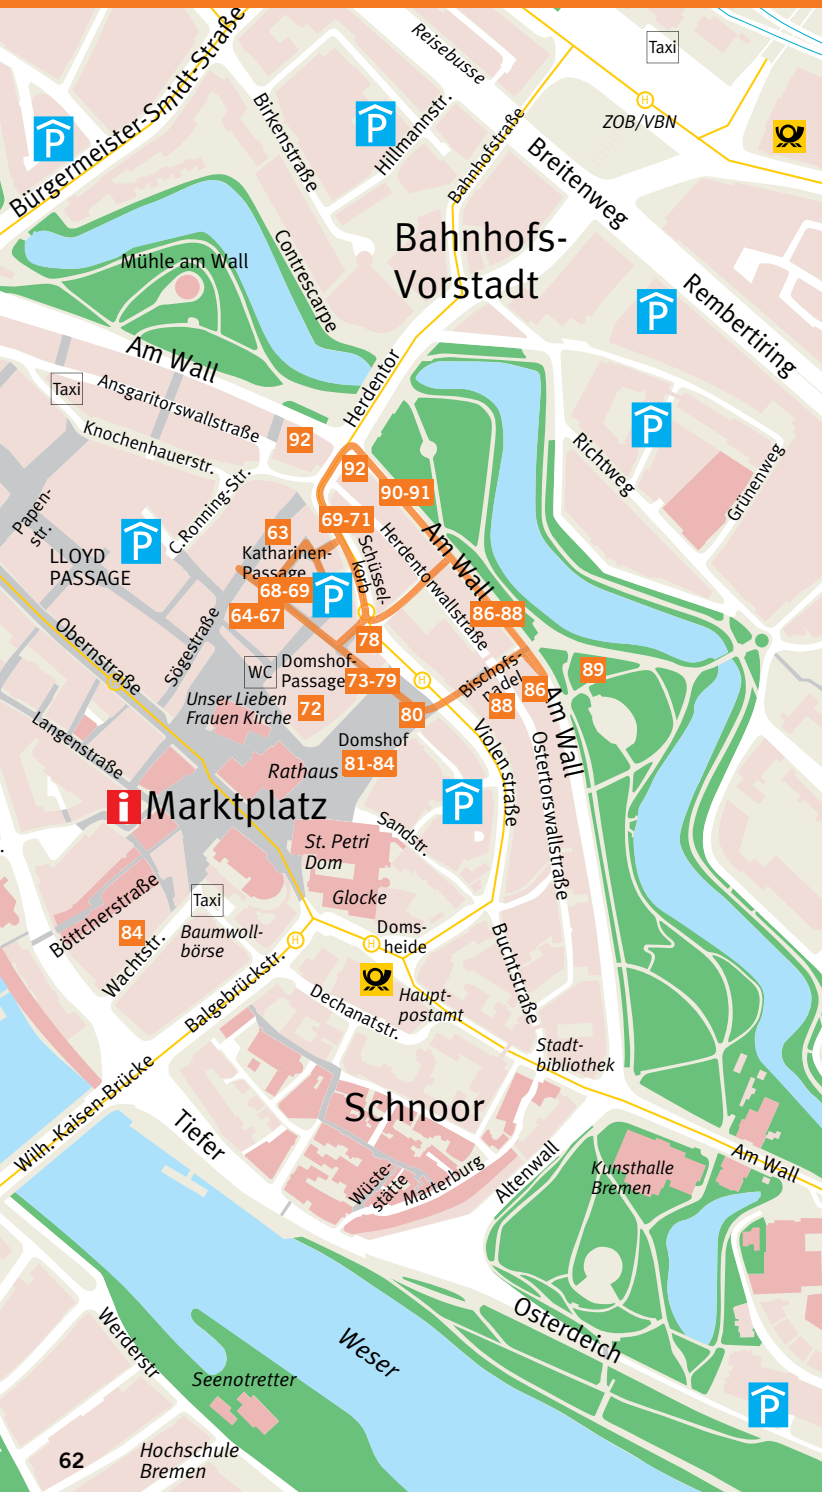 Reisebusse
Taxi
Bürgermeister-Smidt-Straße
Birkenstraße
Hillmannstr.
Bahnhofstraße
H
ZOB/VBN
P
P
Breitenweg
Bahnhofs-
Vorstadt
Mühle am Wall
Contrescarpe
P
Rembertiring
Am Wall
Herdentor
Taxi
Ansgaritorswallstraße
Knochenhauerstr.
P
Richtweg
Grünenweg
92
92
90-91
C.Ronning-Str.
Papen-
str.
P
LLOYD
PASSAGE
63
69-71
Katharinen-
Passage
68-69
64-67
P
Schüssel-
korb
Herdentorwallstraße
Am Wall
86-88
H
78
Obernstraße
H
Sögestraße
WC
Domshof-
Passage
73-79
H
Bischofs-
nadel
86
89
88
Unser Lieben
Frauen Kirche
72
80
Am Wall
Langenstraße
Domshof
81-84
Rathaus
Violenstraße
Ostertorswallstraße
i
Marktplatz
P
Sandstr.
St. Petri
Dom
Glocke
Böttcherstraße
84
Wachtstr.
Taxi
Baumwoll-
börse
H
Balgebrückstr.
H
Doms-
heide
Haupt-
postamt
Buchtstraße
Dechanatstr.
Stadt-
bibliothek
Wilh.-Kaisen-Brücke
Tiefer
Schnoor
Wüste-
stätte
Marterburg
Altenwall
Kunsthalle
Bremen
Am Wall
Osterdeich
Weser
Werderstr
Seenotretter
P
62
Hochschule
Bremen